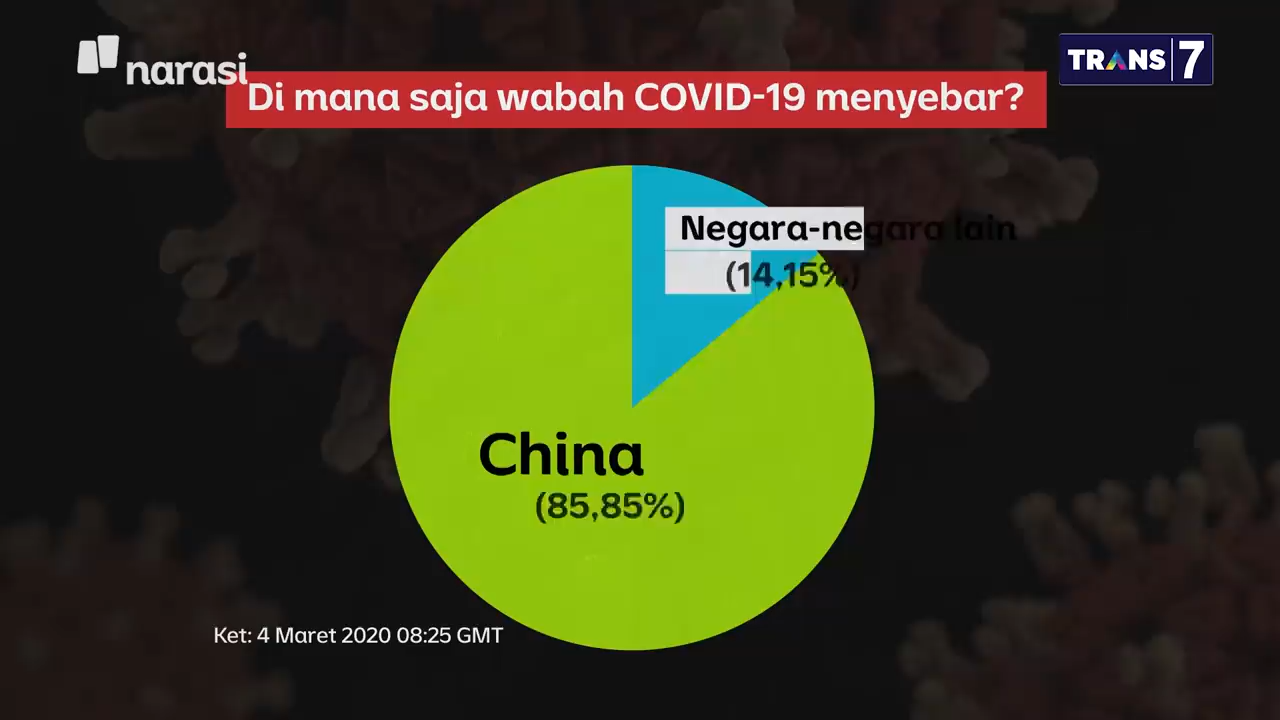 narasi
TRANS 7
Di mana saja wabah COVID-19 menyebar?
Negara-negara lain
(14,15%)
China
(85,85%)
Ket: 4 Maret 2020 08:25 GMT